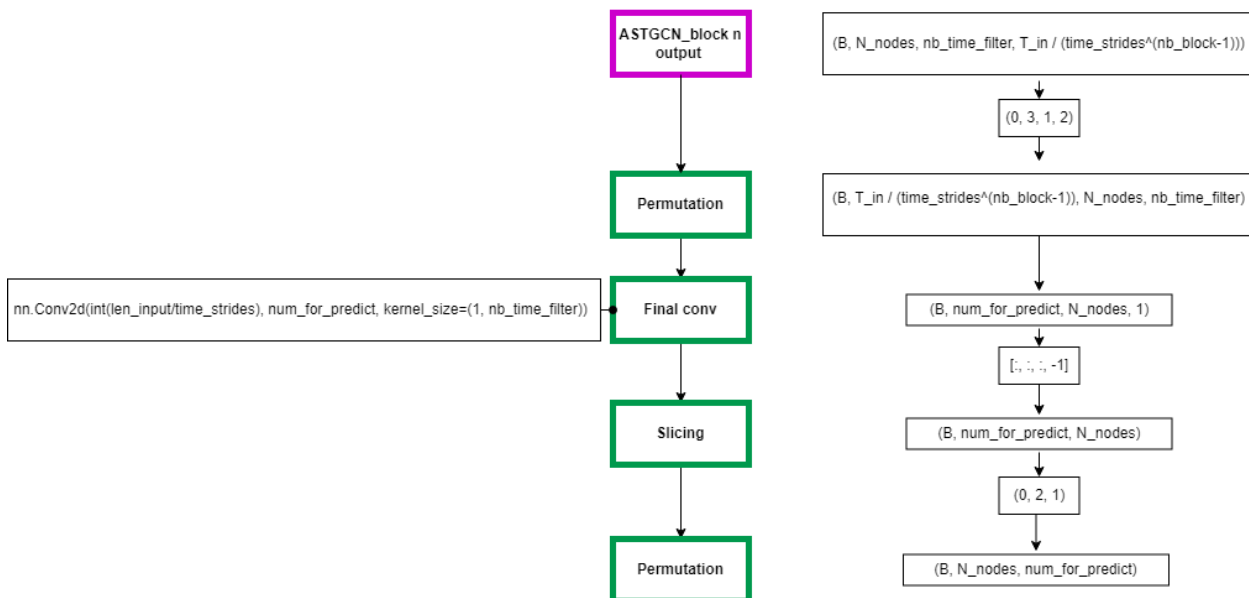 ASTGCN_block n
output
(B, N_nodes, nb_time_filter, T_in / (time_strides^(nb_block-1)))
(0, 3, 1, 2)
Permutation
(B, T_in / (time_strides^(nb_block-1)), N_nodes, nb_time_filter)
nn.Conv2d(int(len_input/time_strides), num_for_predict, kernel_size=(1, nb_time_filter))
Final conv
(B, num_for_predict, N_nodes, 1)
[:, :, :, -1]
Slicing
(B, num_for_predict, N_nodes)
(0, 2, 1)
Permutation
(B, N_nodes, num_for_predict)